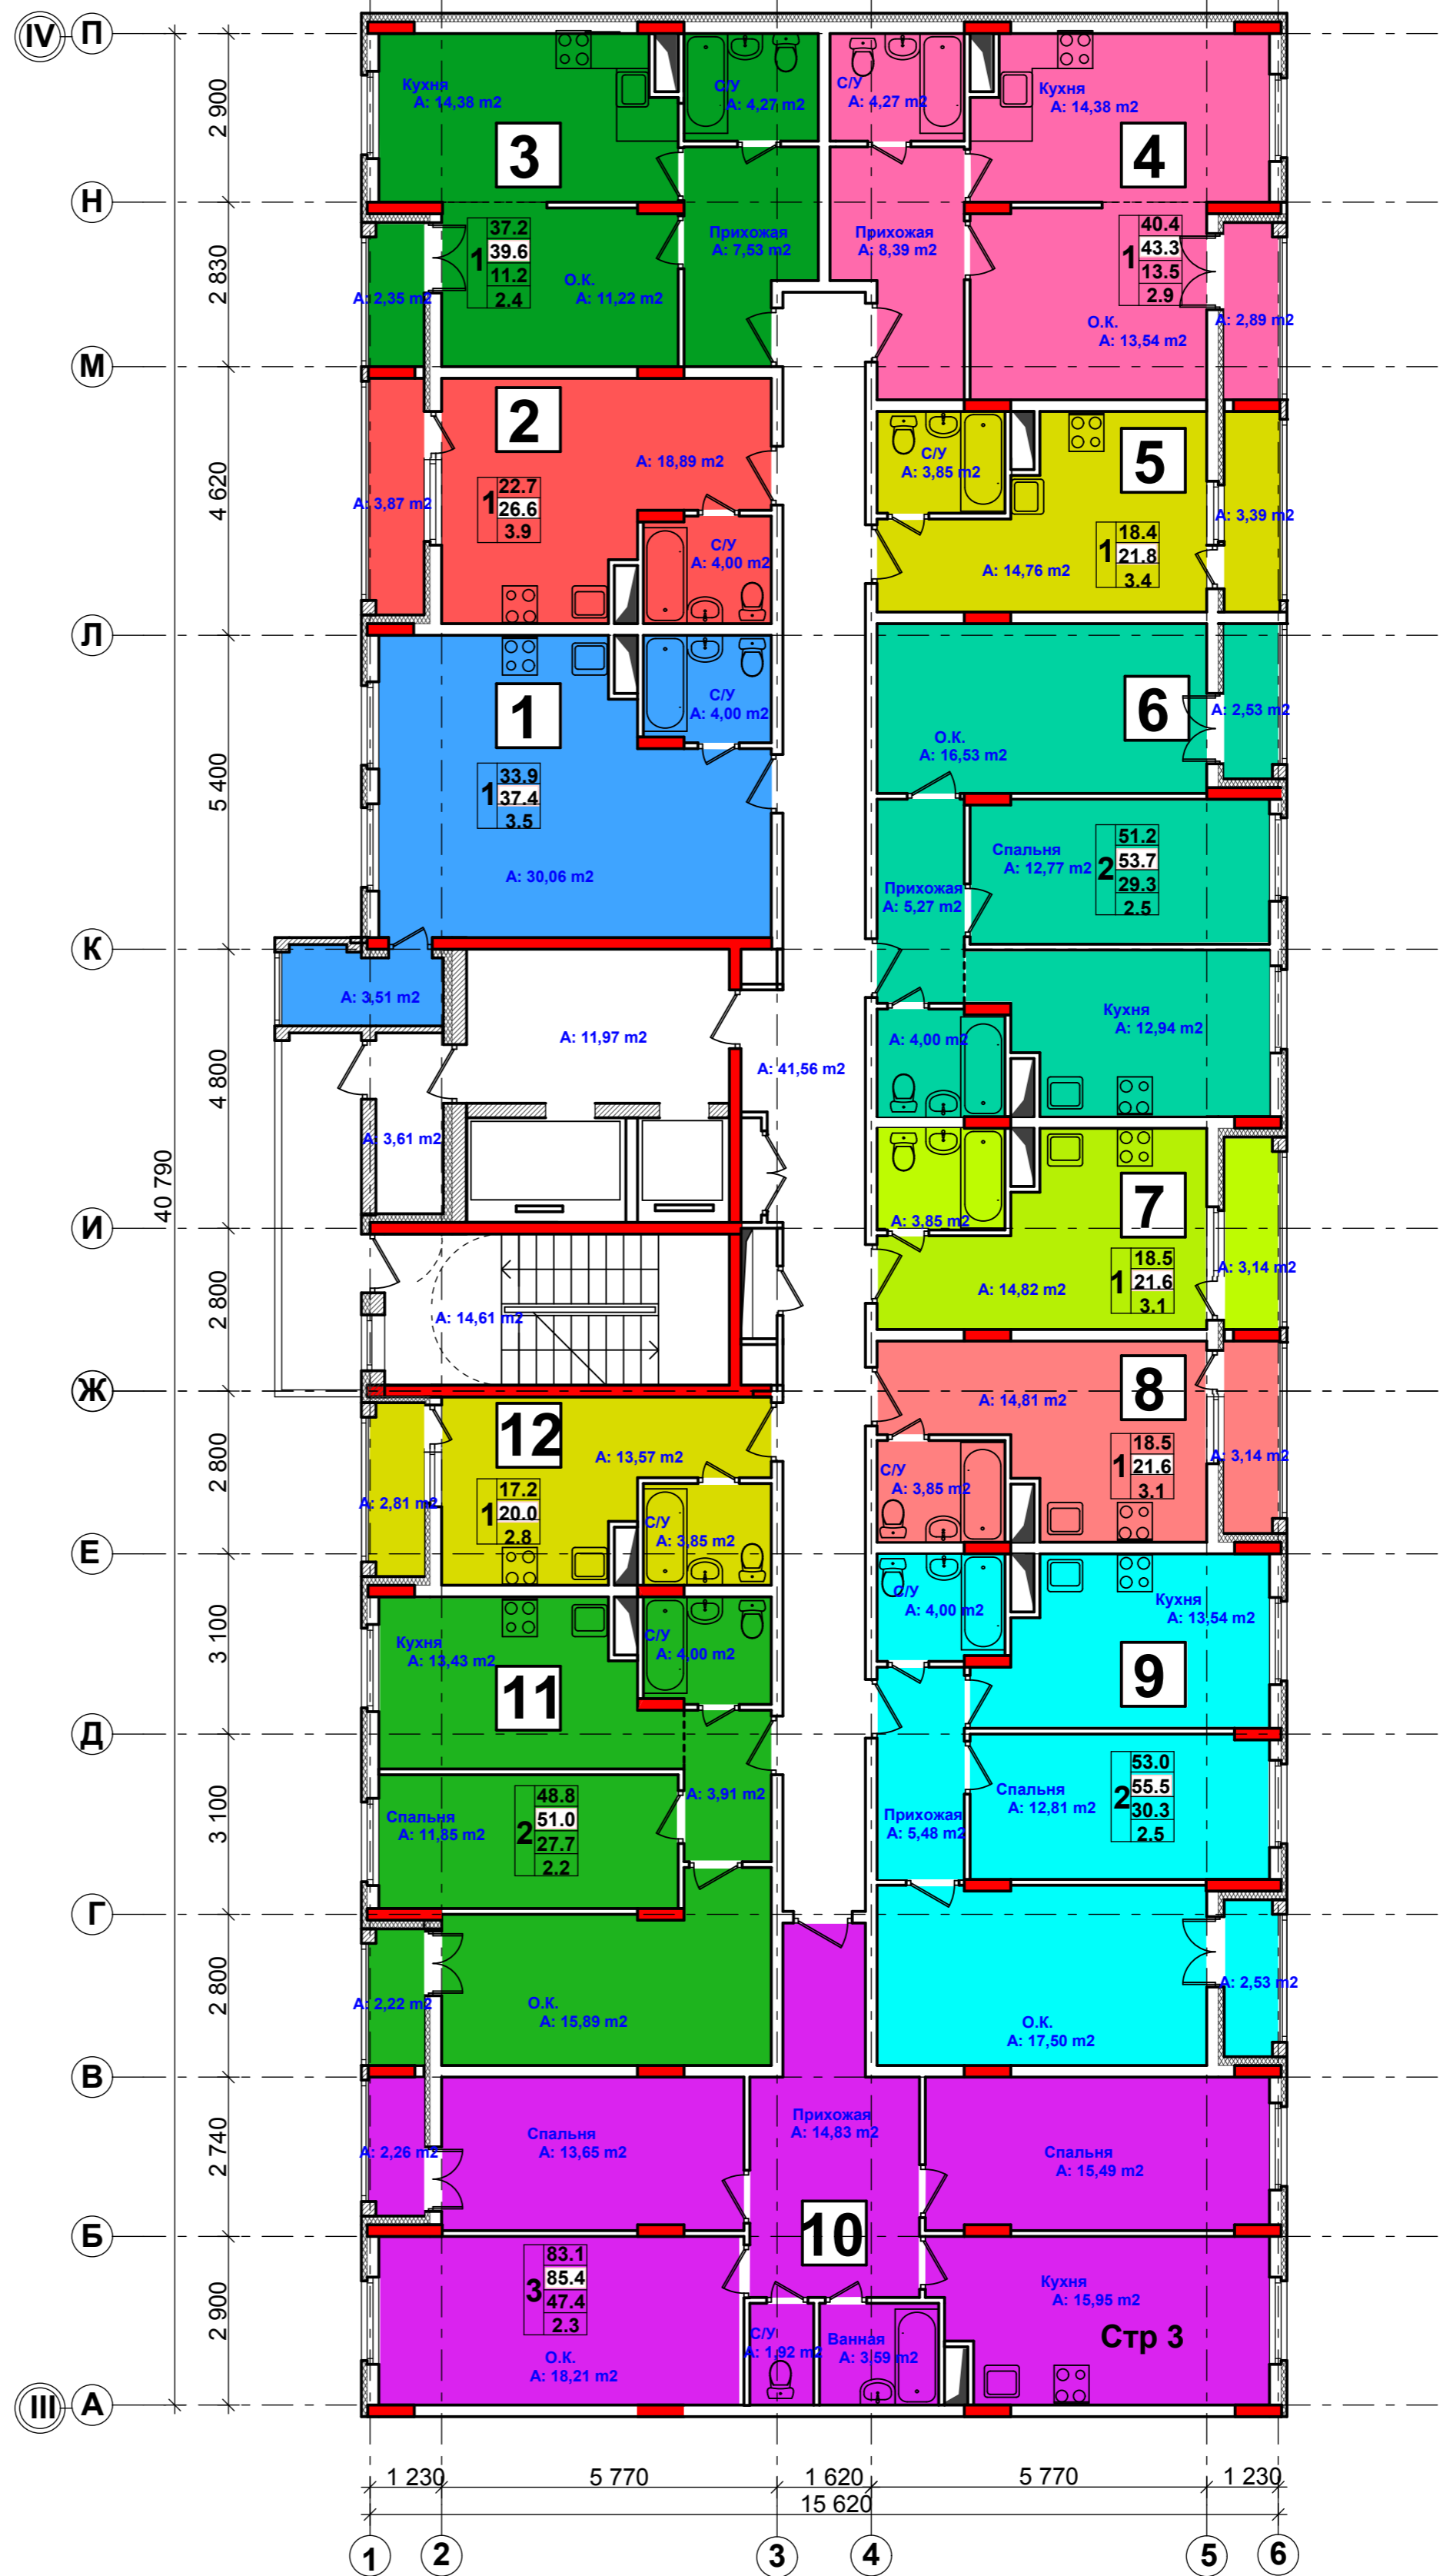 IV П
Кухня
A: 14,38 m2
С/У
A: 4,27 m2
С/У
A: 4,27 m2
Кухня
A: 14,38 m2
2 900
3
4
Н
37.2
1 39.6
11.2
2.4
Прихожая
A: 7,53 m2
Прихожая
A: 8,39 m2
40.4
1 43.3
13.5
2.9
2 830
A: 2,35 m2
О.К.
A: 11,22 m2
О.К.
A: 13,54 m2
A: 2,89 m2
М
2
5
A: 18,89 m2
С/У
A: 3,85 m2
4 620
A: 3,87 m2
22.7
1 26.6
3.9
A: 3,39 m2
С/У
A: 4,00 m2
18.4
1 21.8
3.4
A: 14,76 m2
Л
1
С/У
A: 4,00 m2
6
A: 2,53 m2
О.К.
A: 16,53 m2
5 400
33.9
1 37.4
3.5
A: 30,06 m2
Спальня
A: 12,77 m2
51.2
2 53.7
29.3
2.5
Прихожая
A: 5,27 m2
К
A: 3,51 m2
A: 11,97 m2
A: 41,56 m2
A: 4,00 m2
Кухня
A: 12,94 m2
4 800
A: 3,61 m2
40 790
И
A: 3,85 m2
7
2 800
A: 14,61 m2
A: 14,82 m2
18.5
1 21.6
3.1
A: 3,14 m2
Ж
12
A: 14,81 m2
8
2 800
A: 13,57 m2
A: 2,81 m2
17.2
1 20.0
2.8
С/У
A: 3,85 m2
С/У
A: 3,85 m2
18.5
1 21.6
3.1
A: 3,14 m2
Е
С/У
A: 4,00 m2
Кухня
A: 13,54 m2
3 100
Кухня
A: 13,43 m2
С/У
A: 4,00 m2
11
9
Д
3 100
Спальня
A: 11,85 m2
48.8
2 51.0
27.7
2.2
A: 3,91 m2
Прихожая
A: 5,48 m2
Спальня
A: 12,81 m2
53.0
2 55.5
30.3
2.5
Г
2 800
A: 2,22 m2
О.К.
A: 15,89 m2
О.К.
A: 17,50 m2
A: 2,53 m2
В
2 740
A: 2,26 m2
Спальня
A: 13,65 m2
Прихожая
A: 14,83 m2
Спальня
A: 15,49 m2
Б
10
2 900
83.1
3 85.4
47.4
2.3
О.К.
A: 18,21 m2
С/У
A: 1,92 m2
Ванная
A: 3,59 m2
Кухня
A: 15,95 m2
Стр 3
III А
1 230 5 770 1 620 5 770 1 230
15 620
1 2 3 4 5 6